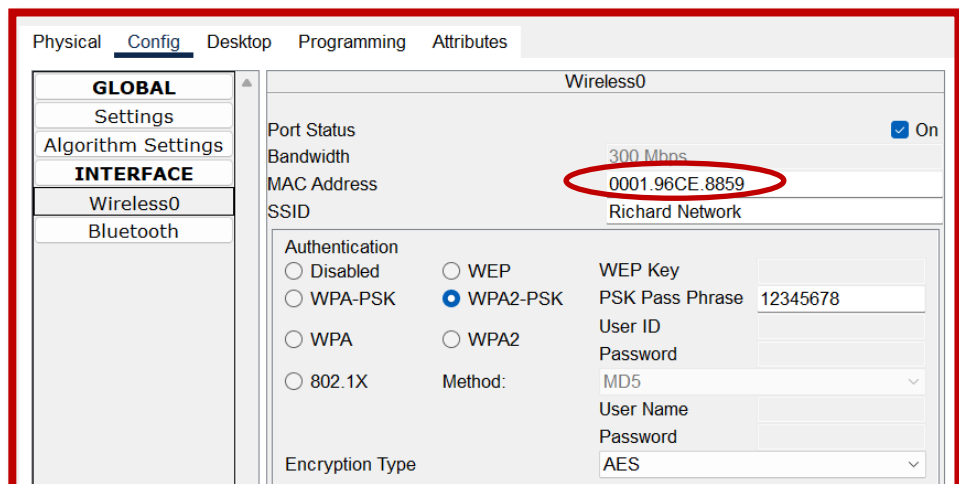 Physical Config Desktop Programming Attributes
GLOBAL
Settings
Algorithm Settings
INTERFACE
Wireless0
Bluetooth
Wireless0
Port Status On
Bandwidth 300 Mbps
MAC Address 0001.96CE.8859
SSID Richard Network
Authentication
Disabled WEP WEP Key
WPA-PSK WPA2-PSK PSK Pass Phrase 12345678
User ID
WPA WPA2
Password
802.1X Method: MD5
User Name
Password
Encryption Type AES